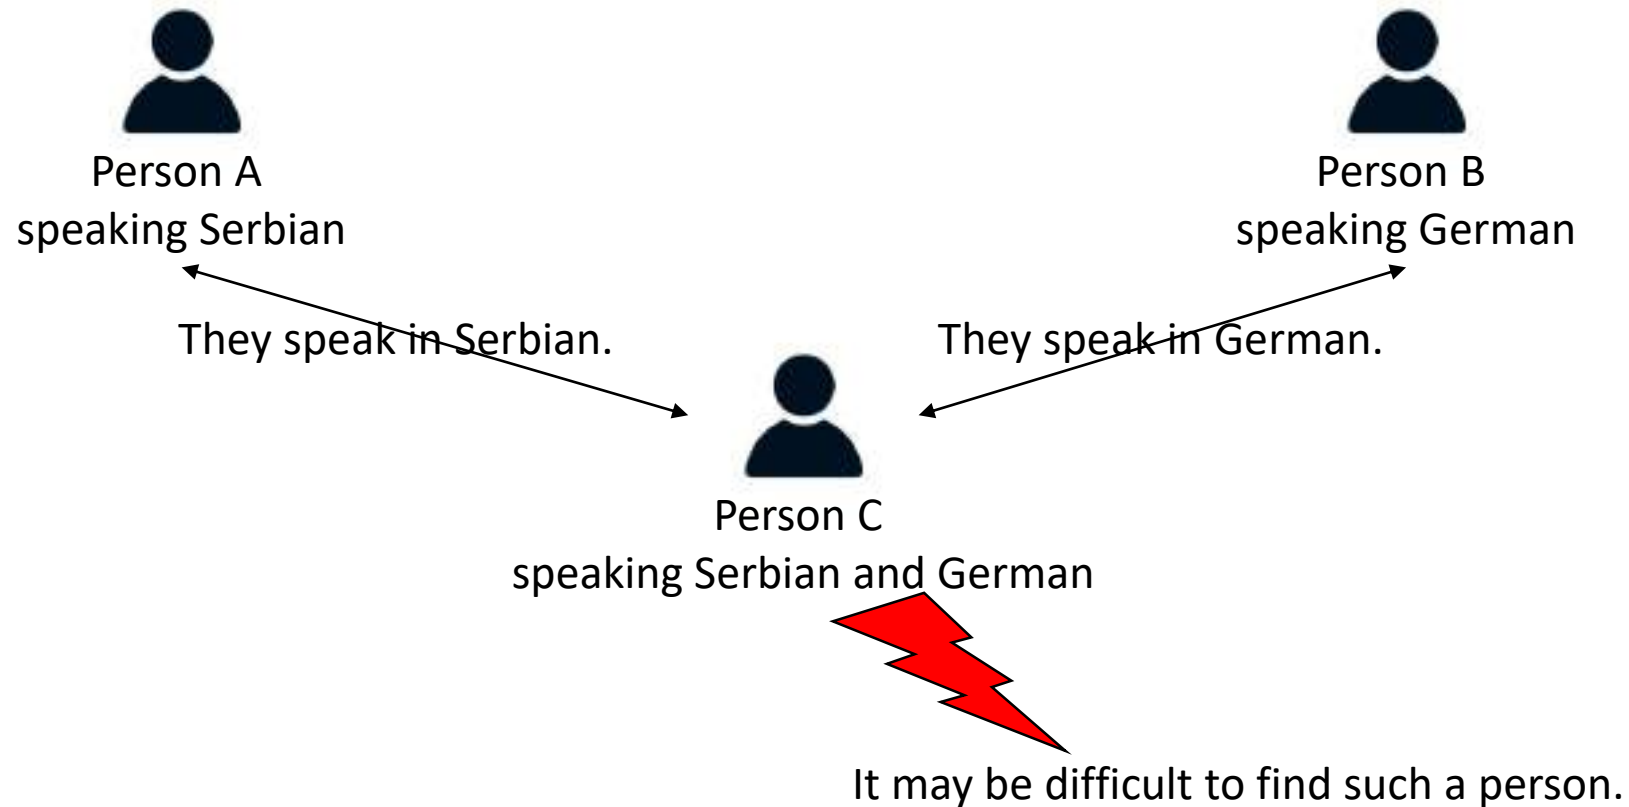 Person A
speaking Serbian
Person B
speaking German
They speak in Serbian.
They speak in German.
Person C
speaking Serbian and German
It may be difficult to find such a person.